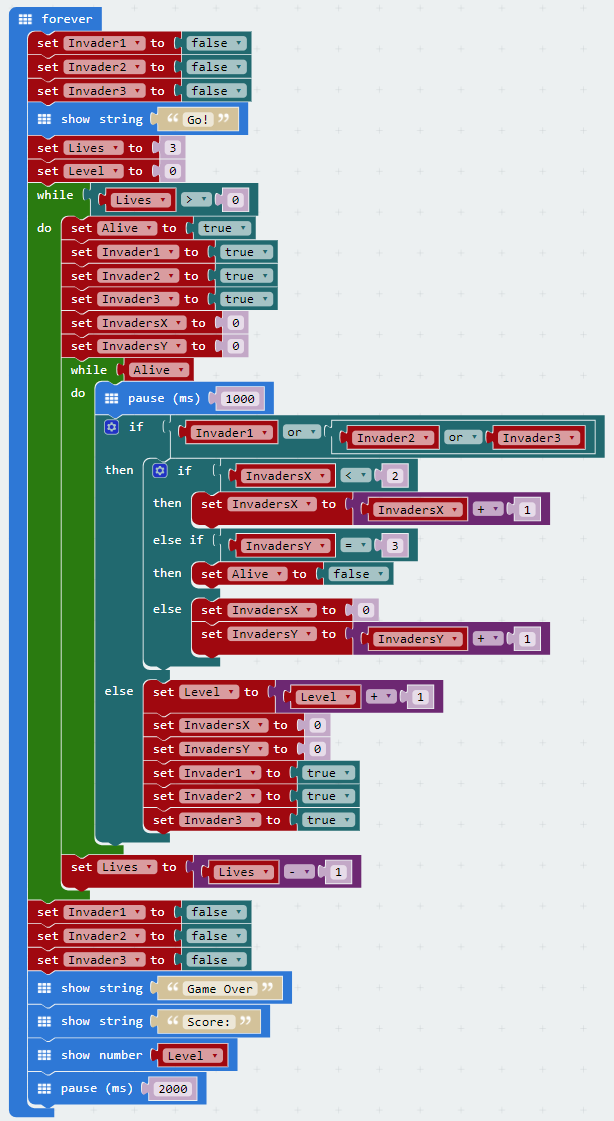 forever
set Invader1 to false
set Invader2 to false
set Invader3 to false
show string “ Go! ”
set Lives to 3
set Level to 0
while Lives > 0
do set Alive to true
set Invader1 to true
set Invader2 to true
set Invader3 to true
set InvadersX to 0
set InvadersY to 0
while Alive
do pause (ms) 1000
if Invader1 or Invader2 or Invader3
then if InvadersX < 2
then set InvadersX to InvadersX + 1
else if InvadersY = 3
then set Alive to false
else set InvadersX to 0
set InvadersY to InvadersY + 1
else set Level to Level + 1
set InvadersX to 0
set InvadersY to 0
set Invader1 to true
set Invader2 to true
set Invader3 to true
set Lives to Lives - 1
set Invader1 to false
set Invader2 to false
set Invader3 to false
show string “ Game Over ”
show string “ Score: ”
show number Level
pause (ms) 2000